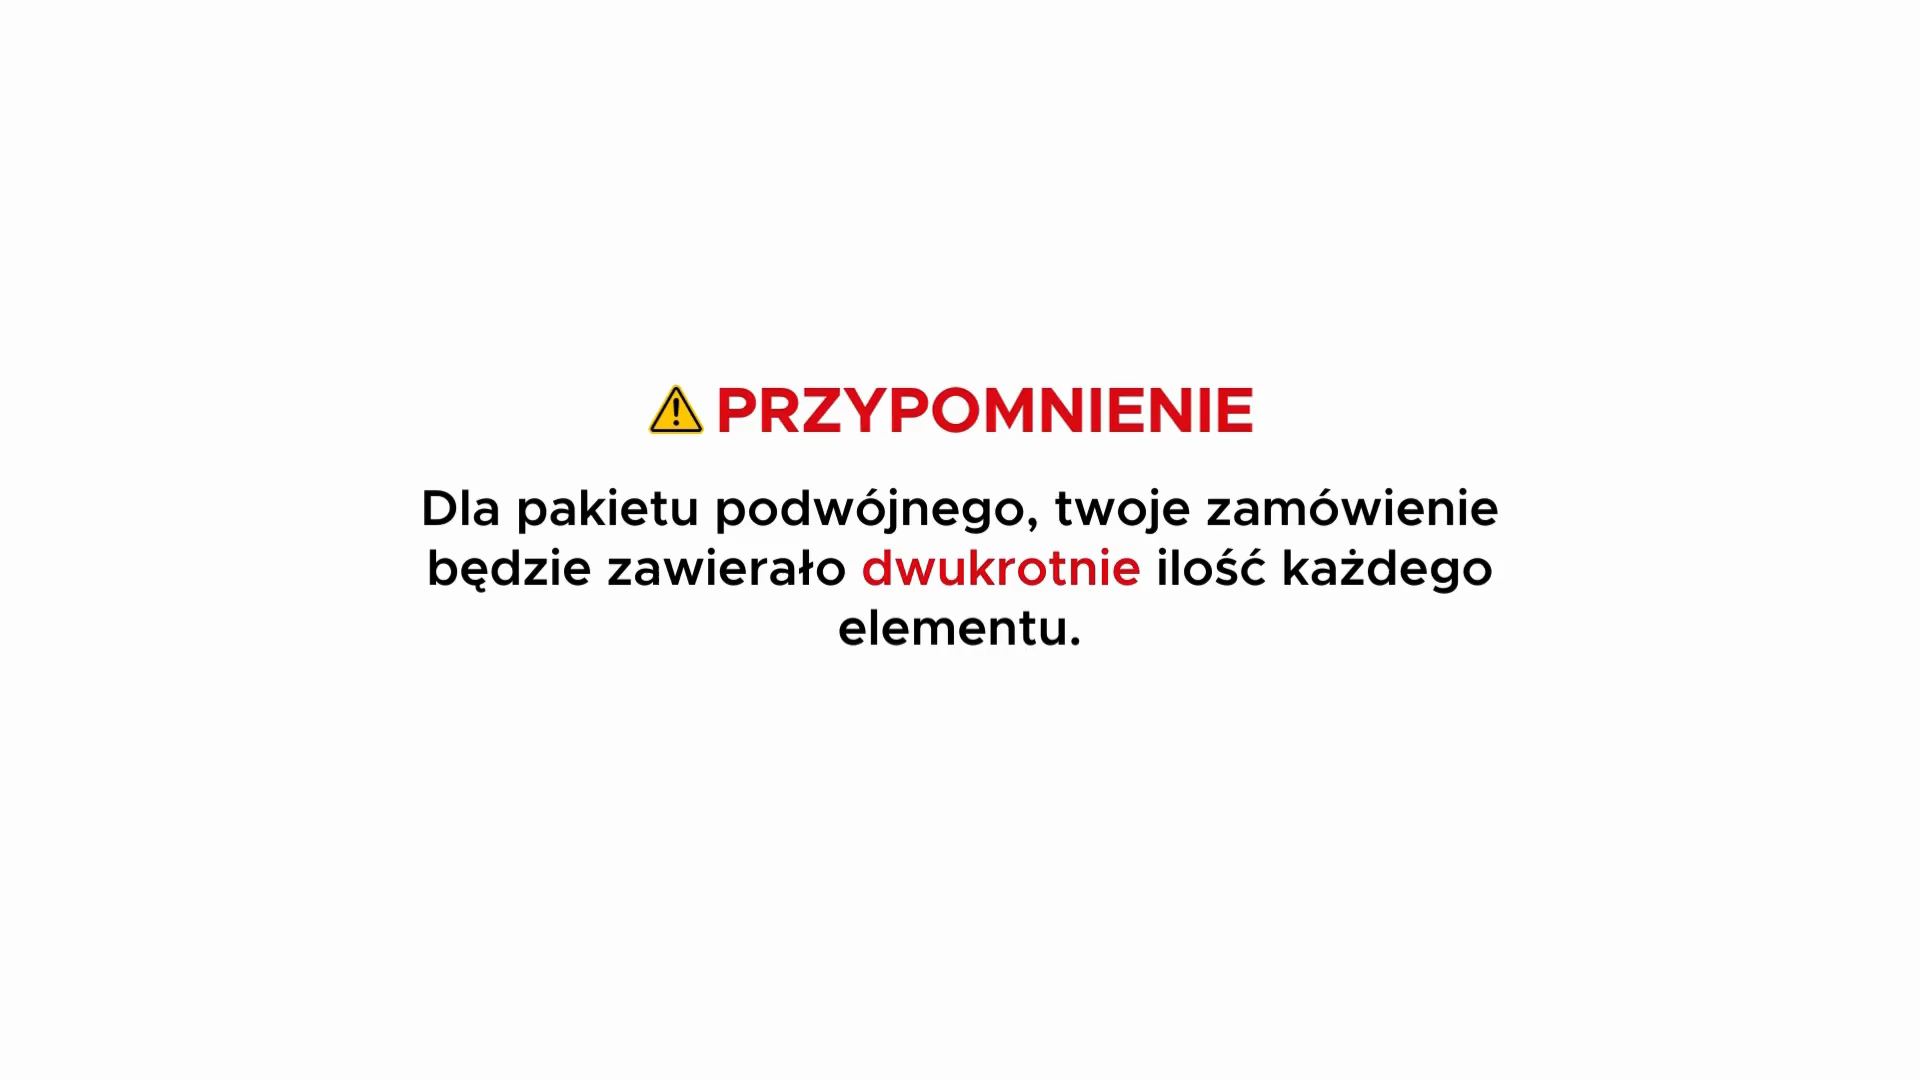 ⚠ PRZYPOMNIENIE
Dla pakietu podwójnego, twoje zamówienie
będzie zawierało dwukrotnie ilość każdego
elementu.